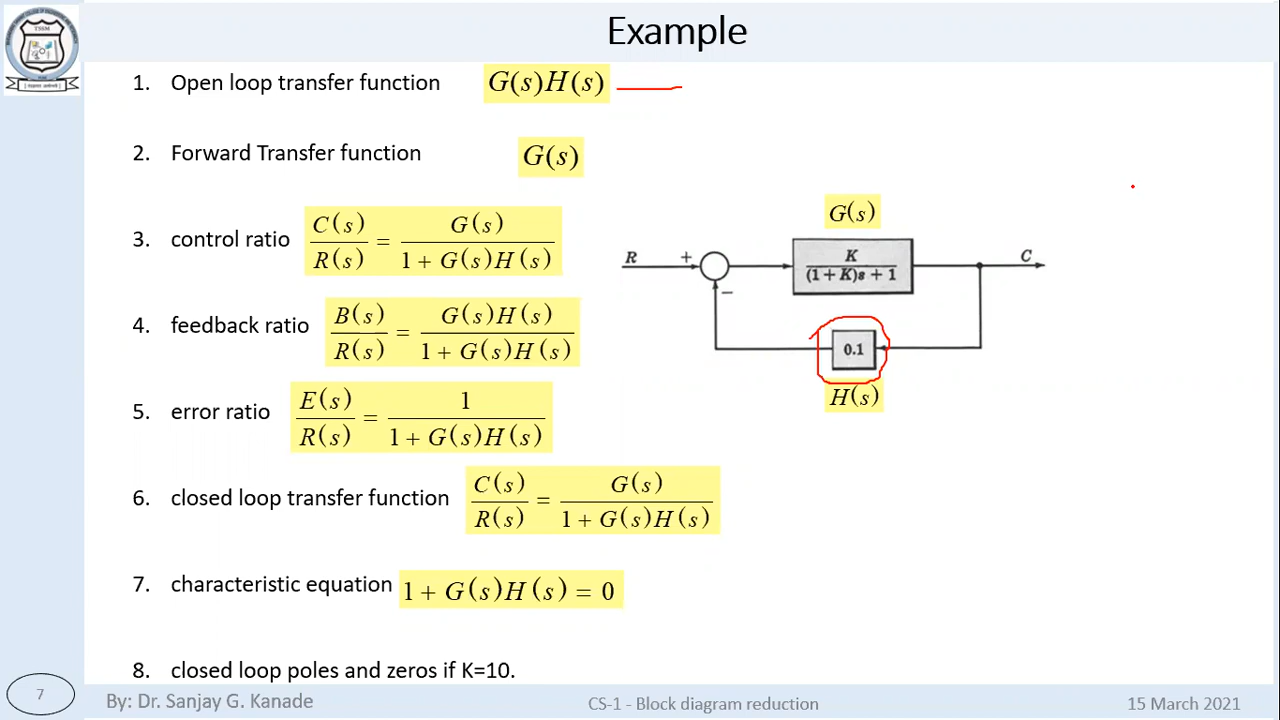 Example
TSSM
1. Open loop transfer function G(s)H(s)
2. Forward Transfer function G(s)
3. control ratio C(s)/R(s) = G(s)/(1 + G(s)H(s))
4. feedback ratio B(s)/R(s) = G(s)H(s)/(1 + G(s)H(s))
5. error ratio E(s)/R(s) = 1/(1 + G(s)H(s))
6. closed loop transfer function C(s)/R(s) = G(s)/(1 + G(s)H(s))
7. characteristic equation 1 + G(s)H(s) = 0
8. closed loop poles and zeros if K=10.
G(s)
R + K/((1 + K)s + 1) C
−
0.1
H(s)
7 By: Dr. Sanjay G. Kanade CS-1 - Block diagram reduction 15 March 2021